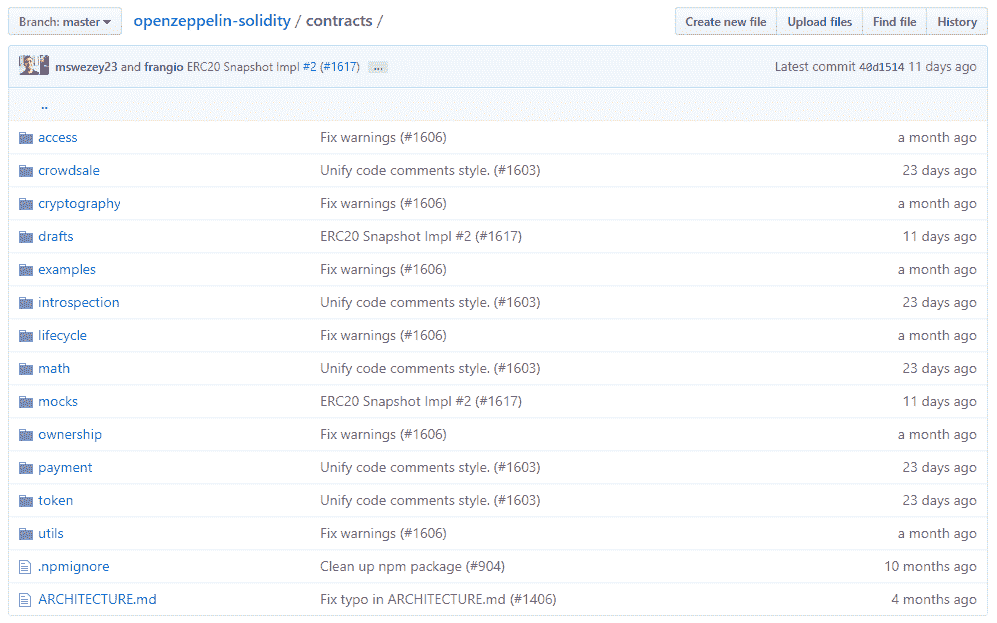 Branch: master openzeppelin-solidity / contracts / Create new file Upload files Find file History
mswezey23 and frangio ERC20 Snapshot Impl #2 (#1617) ... Latest commit 40d1514 11 days ago
..
access Fix warnings (#1606) a month ago
crowdsale Unify code comments style. (#1603) 23 days ago
cryptography Fix warnings (#1606) a month ago
drafts ERC20 Snapshot Impl #2 (#1617) 11 days ago
examples Fix warnings (#1606) a month ago
introspection Unify code comments style. (#1603) 23 days ago
lifecycle Fix warnings (#1606) a month ago
math Unify code comments style. (#1603) 23 days ago
mocks ERC20 Snapshot Impl #2 (#1617) 11 days ago
ownership Fix warnings (#1606) a month ago
payment Unify code comments style. (#1603) 23 days ago
token Unify code comments style. (#1603) 23 days ago
utils Fix warnings (#1606) a month ago
.npmignore Clean up npm package (#904) 10 months ago
ARCHITECTURE.md Fix typo in ARCHITECTURE.md (#1406) 4 months ago